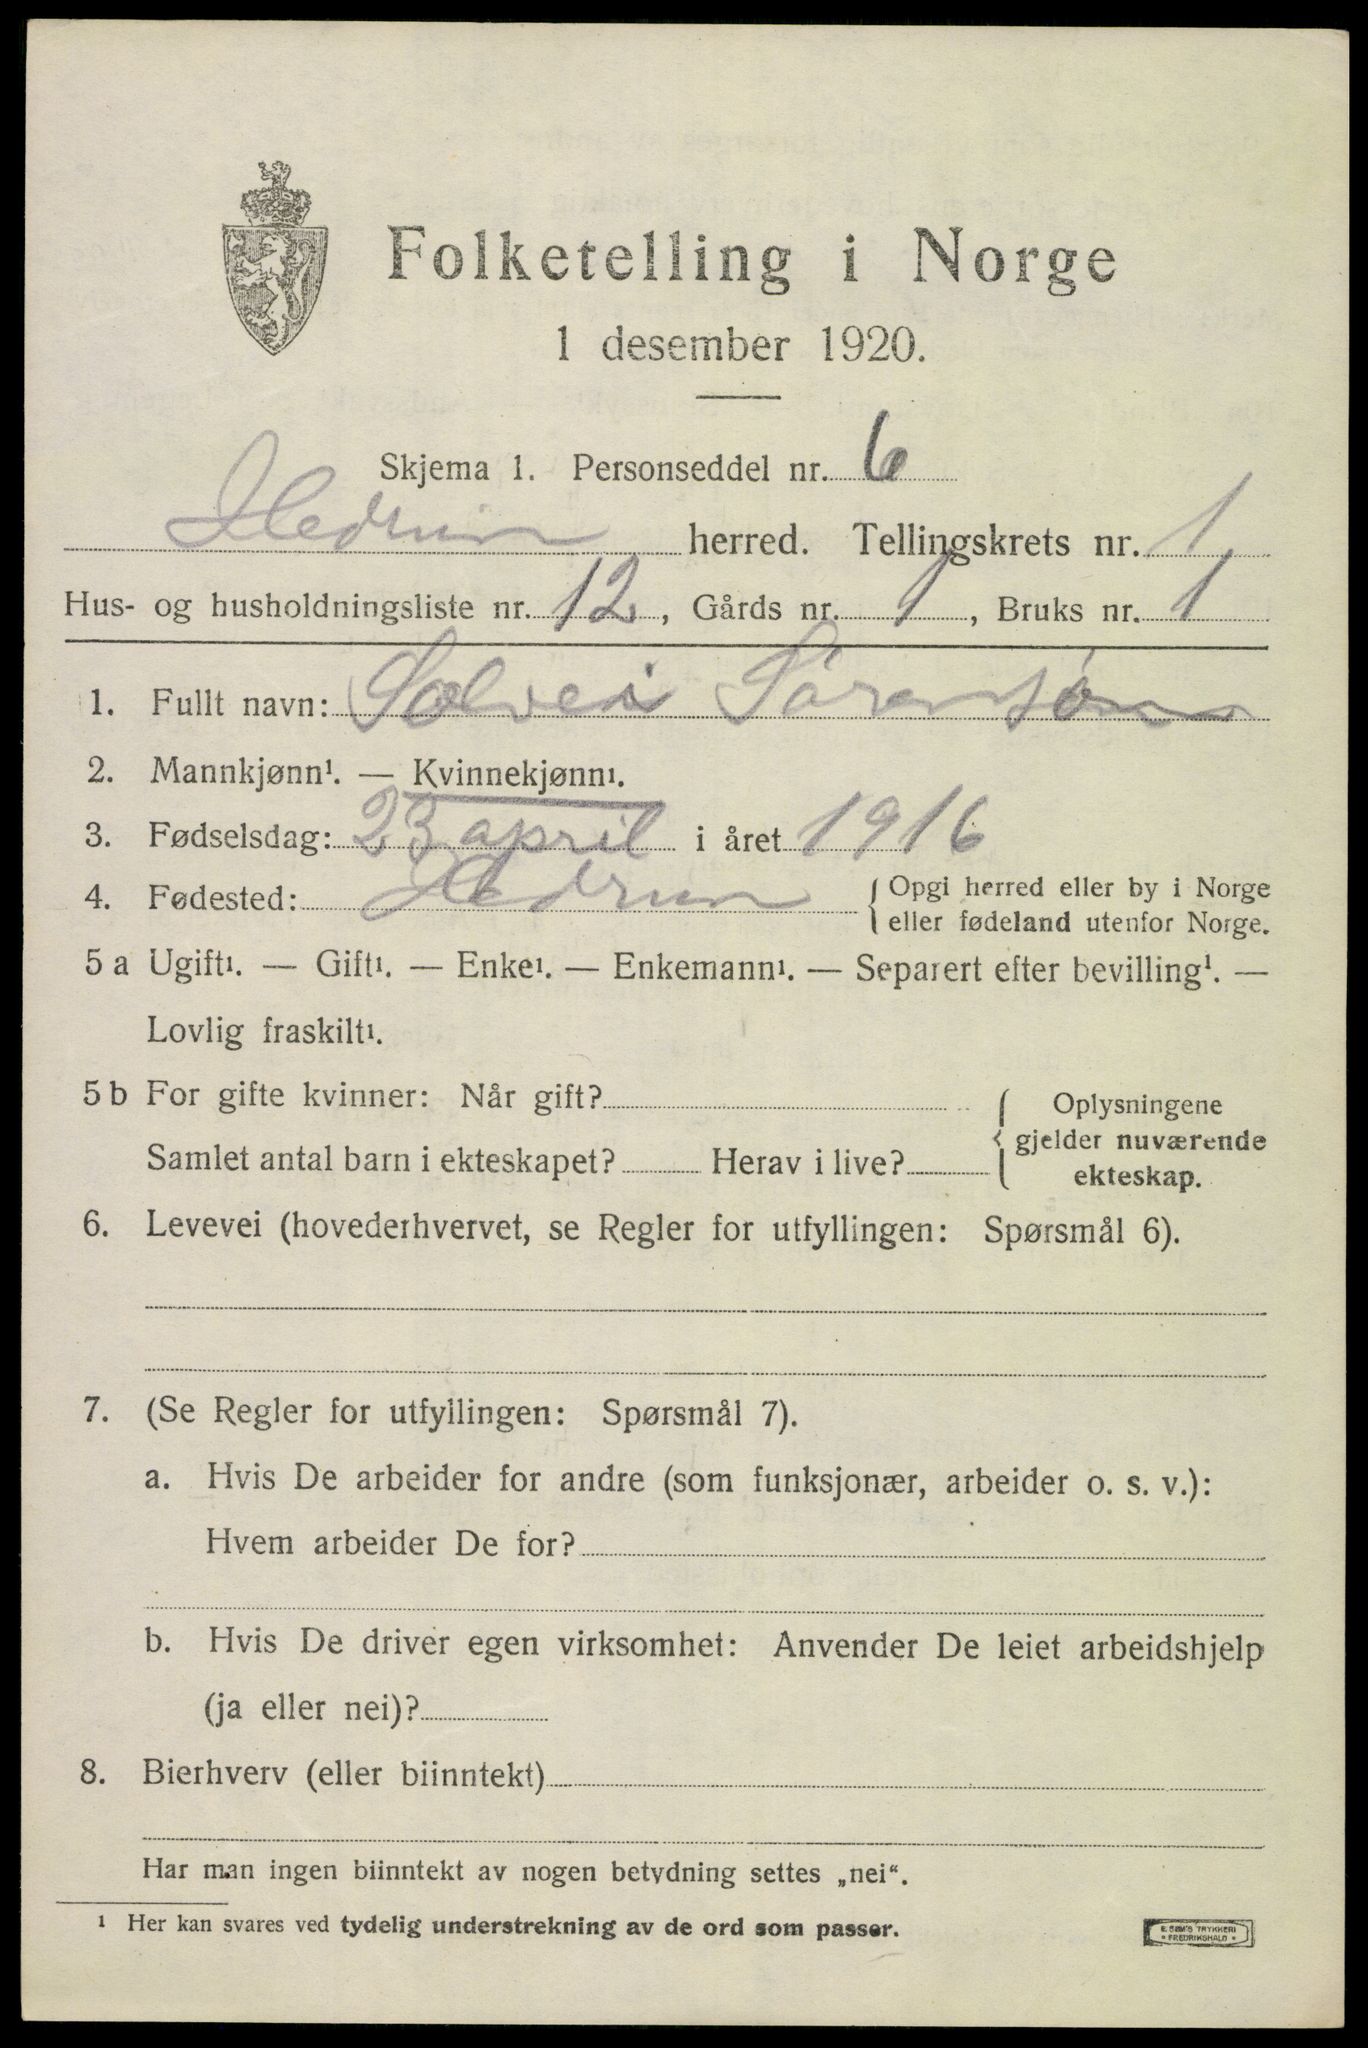 Folketelling i Norge
1 desember 1920.
Skjema 1. Personseddel nr. 6
Hedrum herred. Tellingskrets nr. 1
Hus- og husholdningsliste nr. 12, Gårds nr. 1, Bruks nr. 1
1. Fullt navn: Solvei Sørensøn
2. Mannkjønn¹. — Kvinnekjønn¹.
3. Fødselsdag: 23 april i året 1916
4. Fødested: Hedrum { Opgi herred eller by i Norge
eller fødeland utenfor Norge.
5 a Ugift¹. — Gift¹. — Enke¹. — Enkemann¹. — Separert efter bevilling¹. —
Lovlig fraskilt¹.
5 b For gifte kvinner: Når gift?
Samlet antal barn i ekteskapet? Herav i live?
{ Oplysningene
gjelder nuværende
ekteskap.
6. Levevei (hovederhvervet, se Regler for utfyllingen: Spørsmål 6).
7. (Se Regler for utfyllingen: Spørsmål 7).
a. Hvis De arbeider for andre (som funksjonær, arbeider o. s. v.):
Hvem arbeider De for?
b. Hvis De driver egen virksomhet: Anvender De leiet arbeidshjelp
(ja eller nei)?
8. Bierhverv (eller biinntekt)
Har man ingen biinntekt av nogen betydning settes „nei“.
¹ Her kan svares ved tydelig understrekning av de ord som passer.
E. SØM'S TRYKKERI
• FREDRIKSHALD •